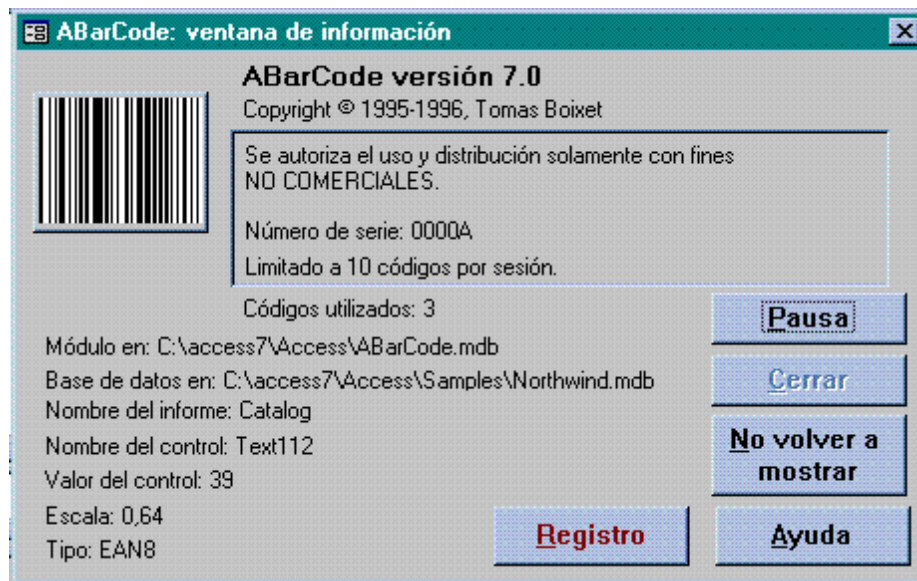 ABarCode: ventana de información
ABarCode versión 7.0
Copyright © 1995-1996, Tomas Boixet
Se autoriza el uso y distribución solamente con fines
NO COMERCIALES.
Número de serie: 0000A
Limitado a 10 códigos por sesión.
Códigos utilizados: 3
Pausa
Módulo en: C:\access7\Access\ABarCode.mdb
Base de datos en: C:\access7\Access\Samples\Northwind.mdb
Cerrar
Nombre del informe: Catalog
Nombre del control: Text112
No volver a
mostrar
Valor del control: 39
Escala: 0,64
Tipo: EAN8
Registro
Ayuda